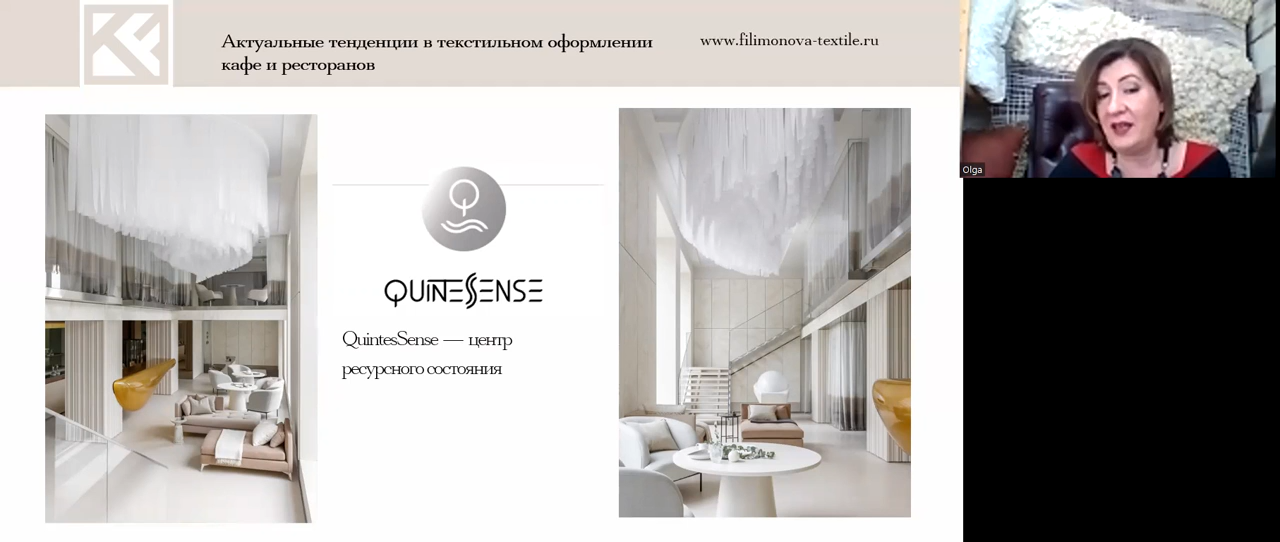 Актуальные тенденции в текстильном оформлении
кафе и ресторанов
www.filimonova-textile.ru
Olga
QUINTESSENSE
QuintesSense — центр
ресурсного состояния